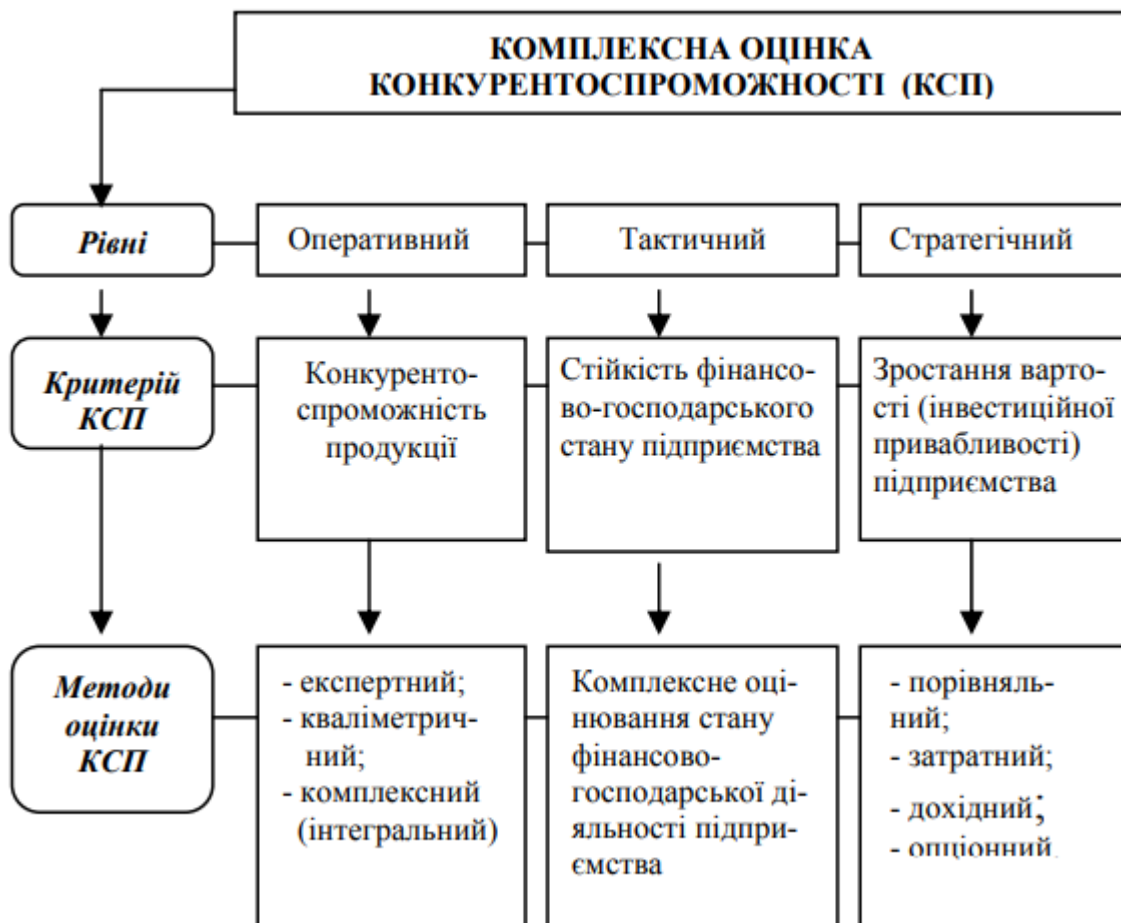 КОМПЛЕКСНА ОЦІНКА
КОНКУРЕНТОСПРОМОЖНОСТІ (КСП)
Рівні
Оперативний
Тактичний
Стратегічний
Критерій
КСП
Конкуренто-
спроможність
продукції
Стійкість фінансо-
во-господарського
стану підприємства
Зростання варто-
сті (інвестиційної
привабливості)
підприємства
Методи
оцінки
КСП
- експертний;
- кваліметрич-
ний;
- комплексний
(інтегральний)
Комплексне оці-
нювання стану
фінансово-
господарської ді-
яльності підпри-
ємства
- порівняль-
ний;
- затратний;
- дохідний;
- опціонний.